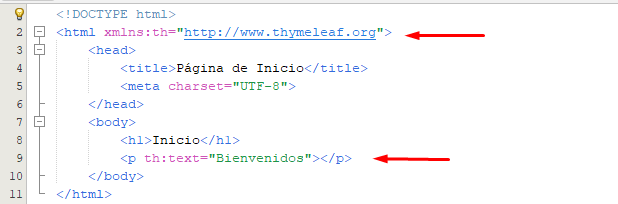 <!DOCTYPE html>
2 <html xmlns:th="http://www.thymeleaf.org">
3 <head>
4 <title>Página de Inicio</title>
5 <meta charset="UTF-8">
6 </head>
7 <body>
8 <h1>Inicio</h1>
9 <p th:text="Bienvenidos"></p>
10 </body>
11 </html>